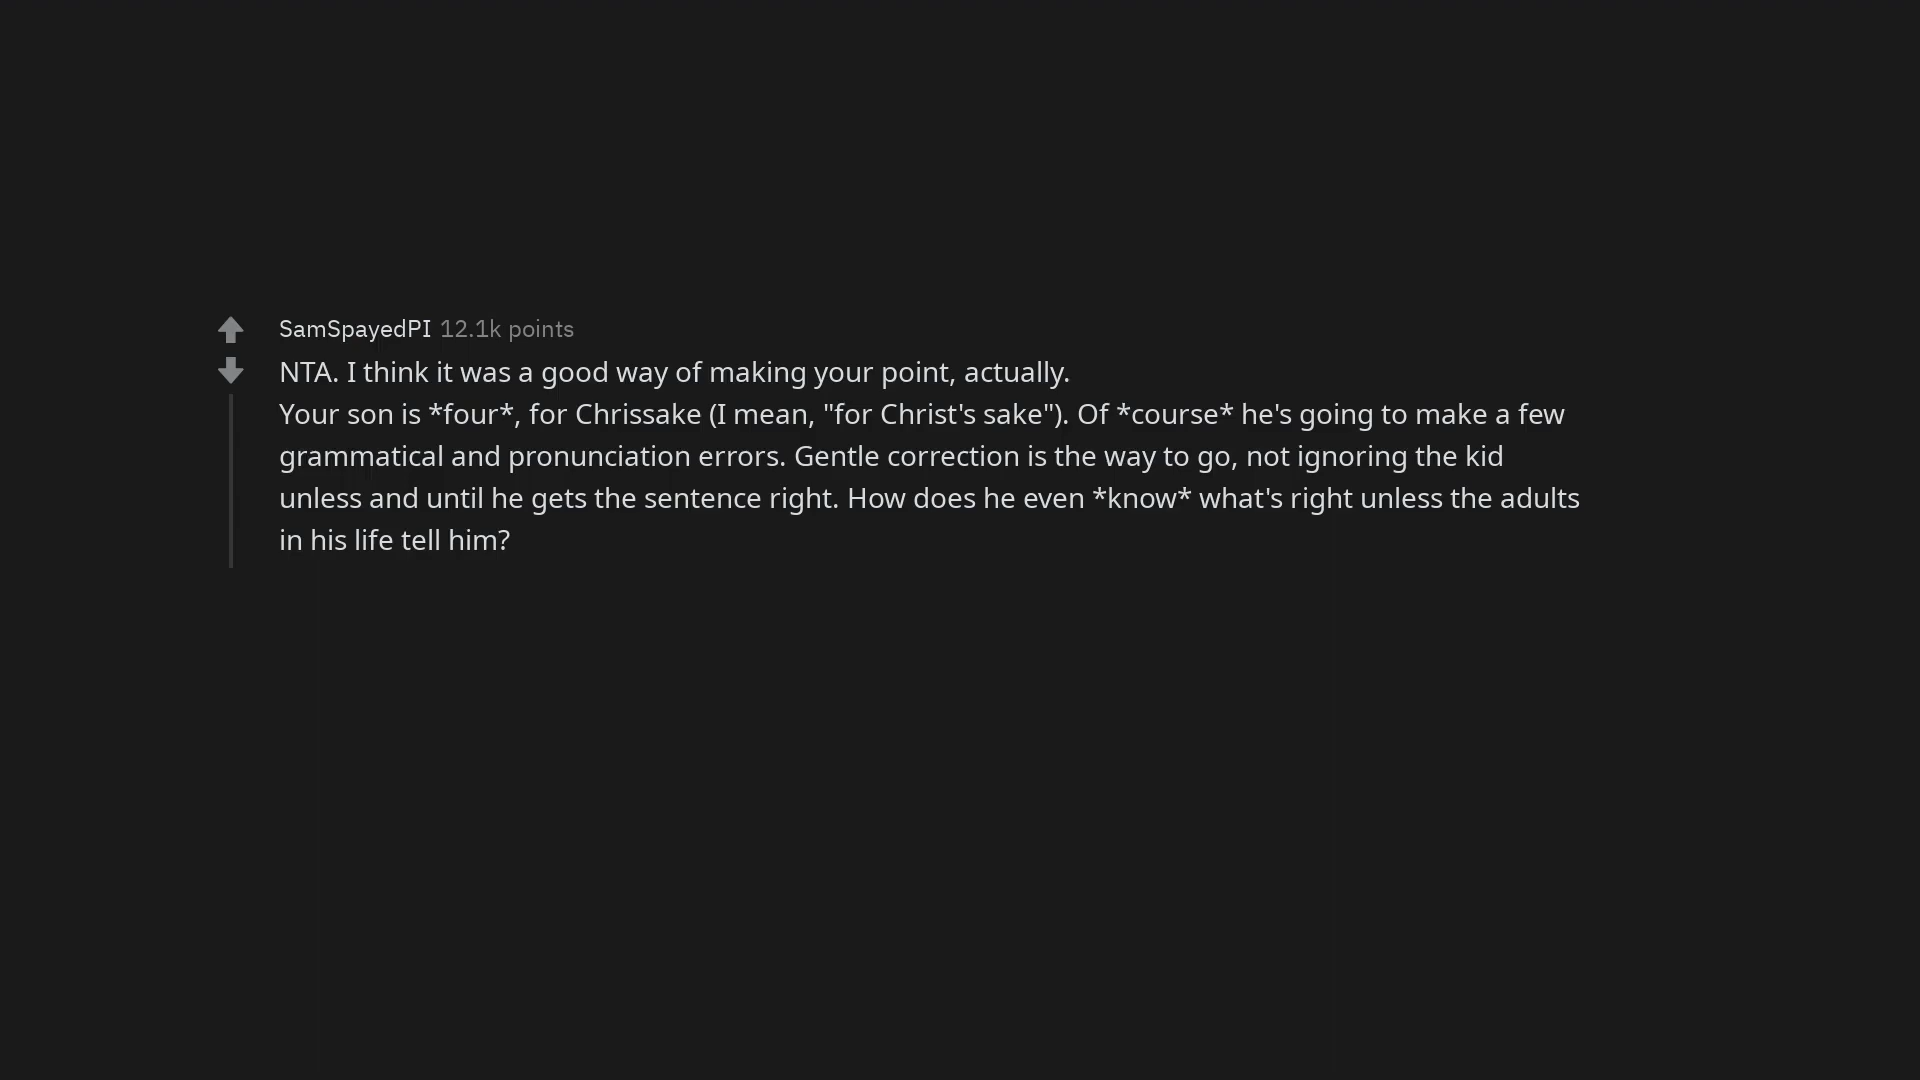 SamSpayedPI 12.1k points
NTA. I think it was a good way of making your point, actually.
Your son is *four*, for Chrissake (I mean, "for Christ's sake"). Of *course* he's going to make a few
grammatical and pronunciation errors. Gentle correction is the way to go, not ignoring the kid
unless and until he gets the sentence right. How does he even *know* what's right unless the adults
in his life tell him?